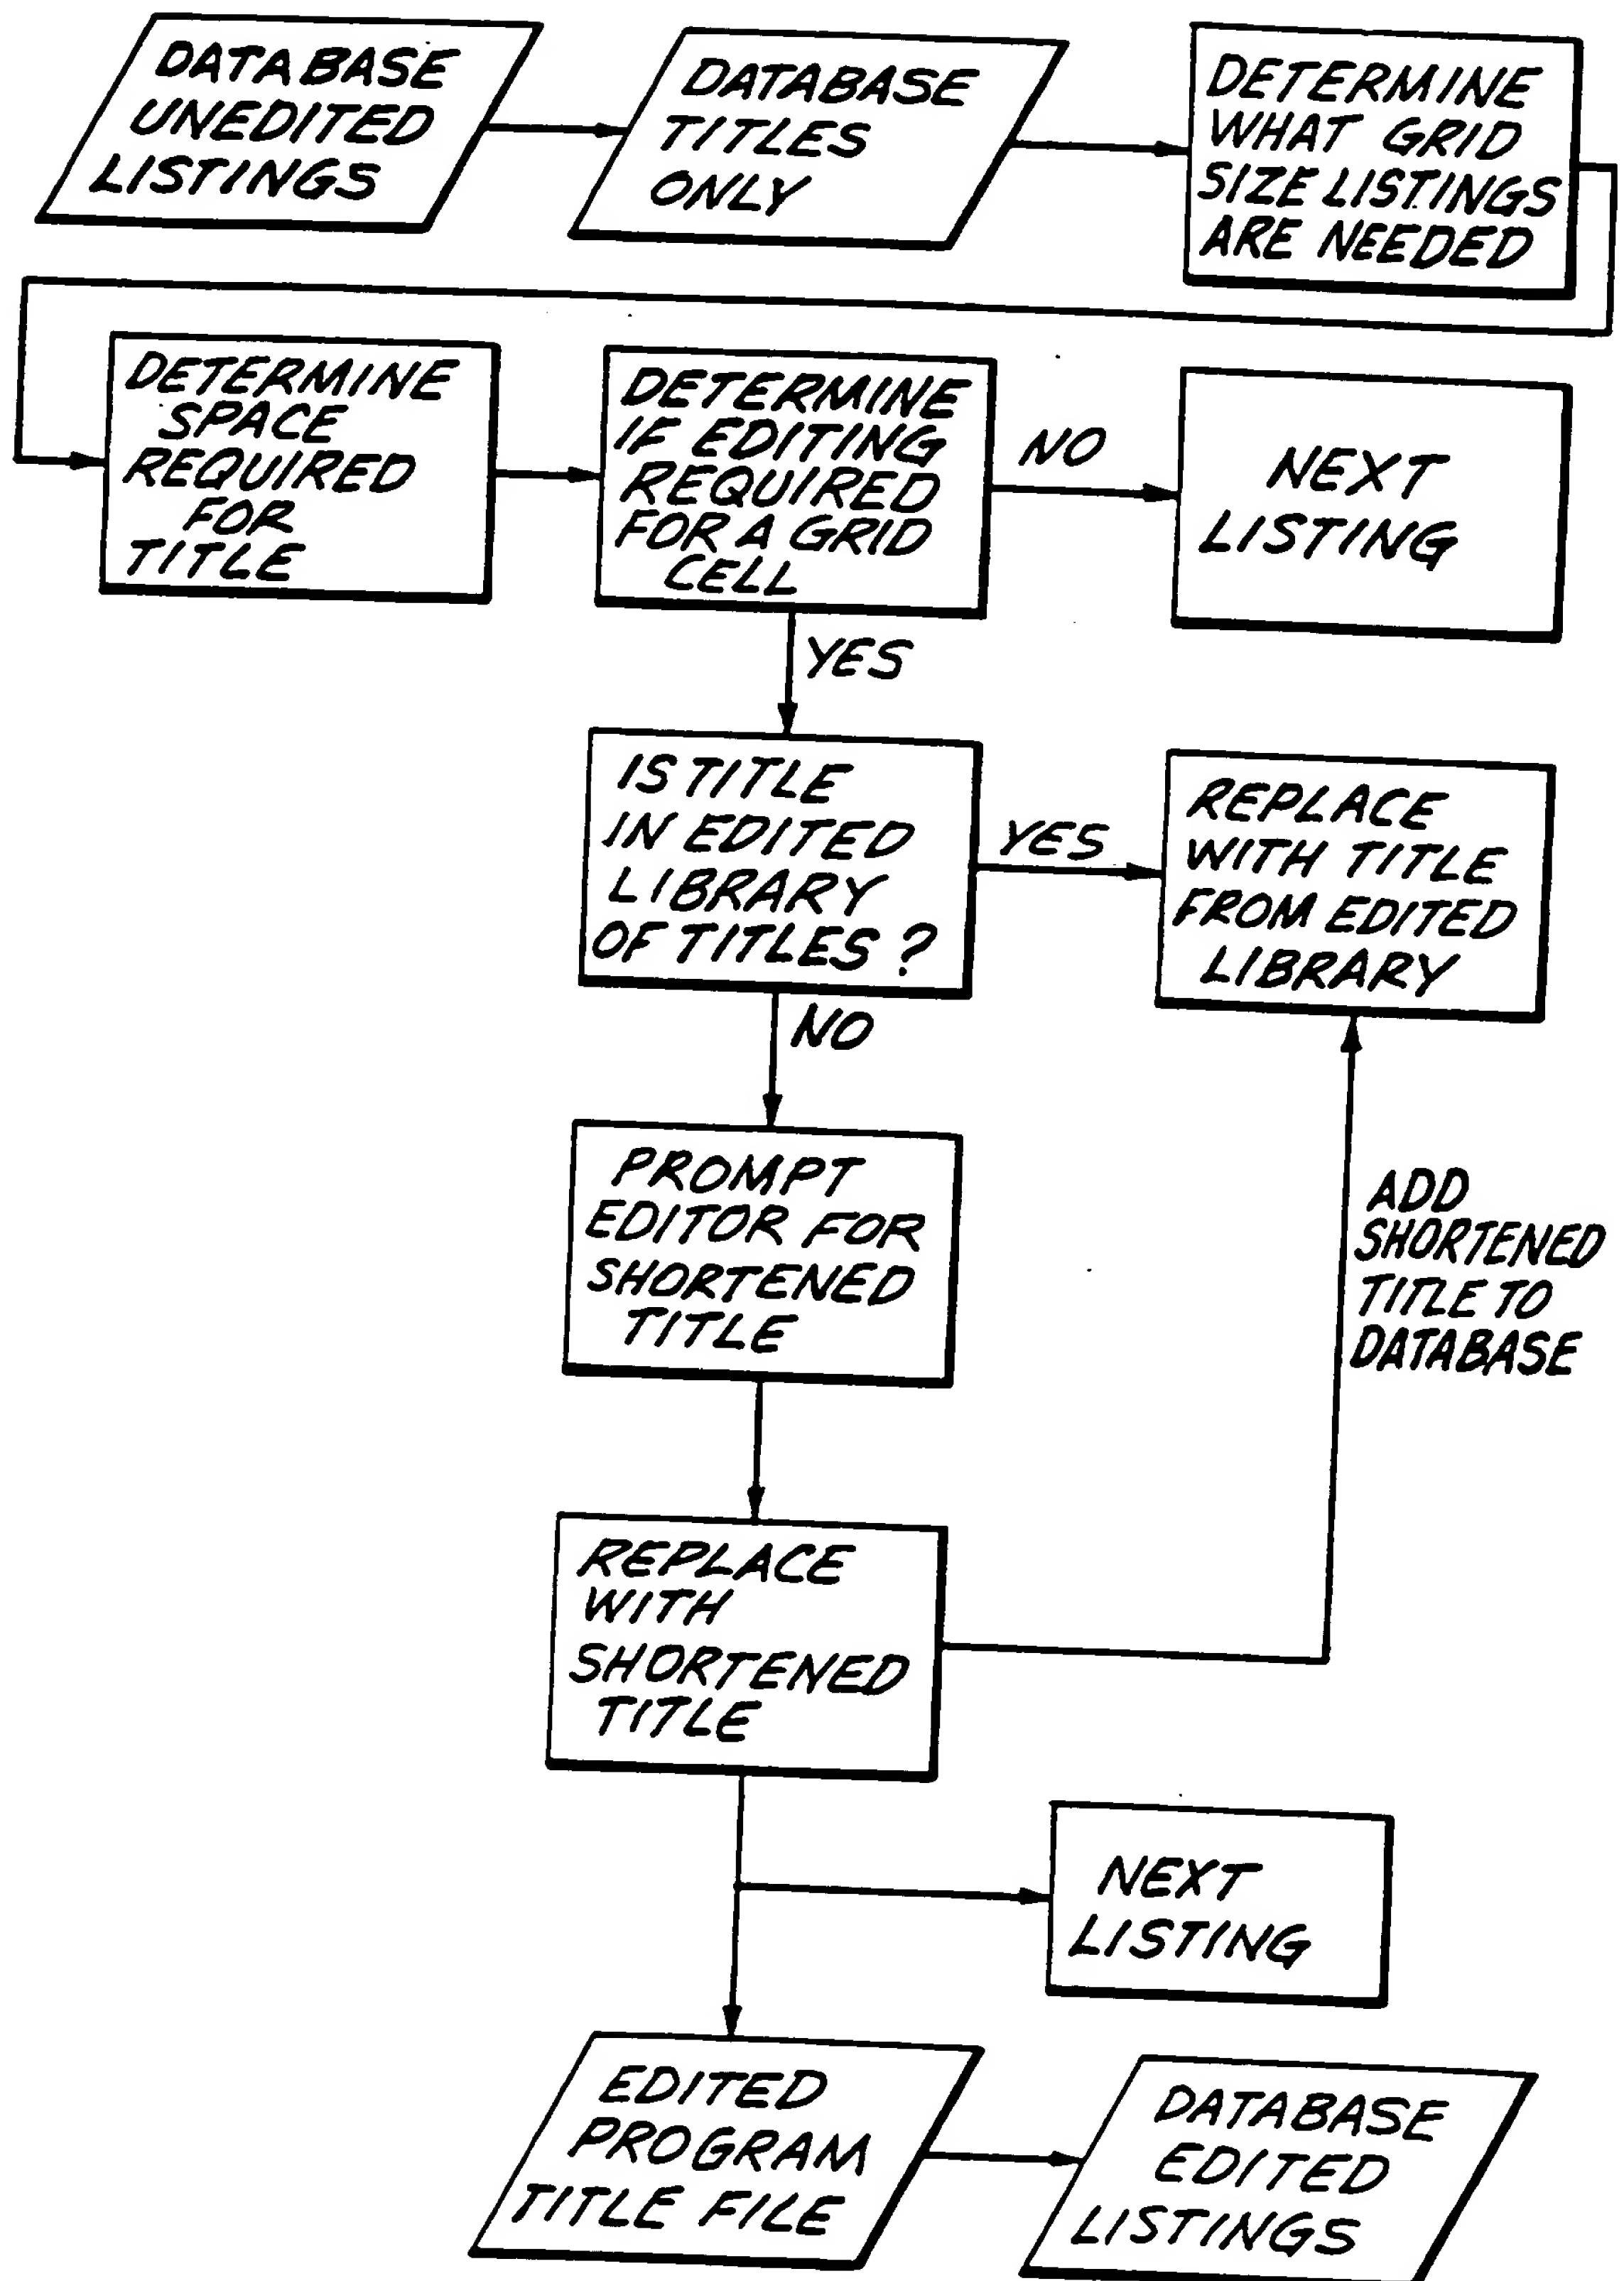 DATABASE
UNEDITED
LISTINGS
DATABASE
TITLES
ONLY
DETERMINE
WHAT GRID
SIZE LISTINGS
ARE NEEDED
DETERMINE
SPACE
REQUIRED
FOR
TITLE
DETERMINE
IF EDITING
REQUIRED
FOR A GRID
CELL
NO
NEXT
LISTING
YES
IS TITLE
IN EDITED
LIBRARY
OF TITLES?
YES
REPLACE
WITH TITLE
FROM EDITED
LIBRARY
NO
PROMPT
EDITOR FOR
SHORTENED
TITLE
ADD
SHORTENED
TITLE TO
DATABASE
REPLACE
WITH
SHORTENED
TITLE
NEXT
LISTING
EDITED
PROGRAM
TITLE FILE
DATABASE
EDITED
LISTINGS